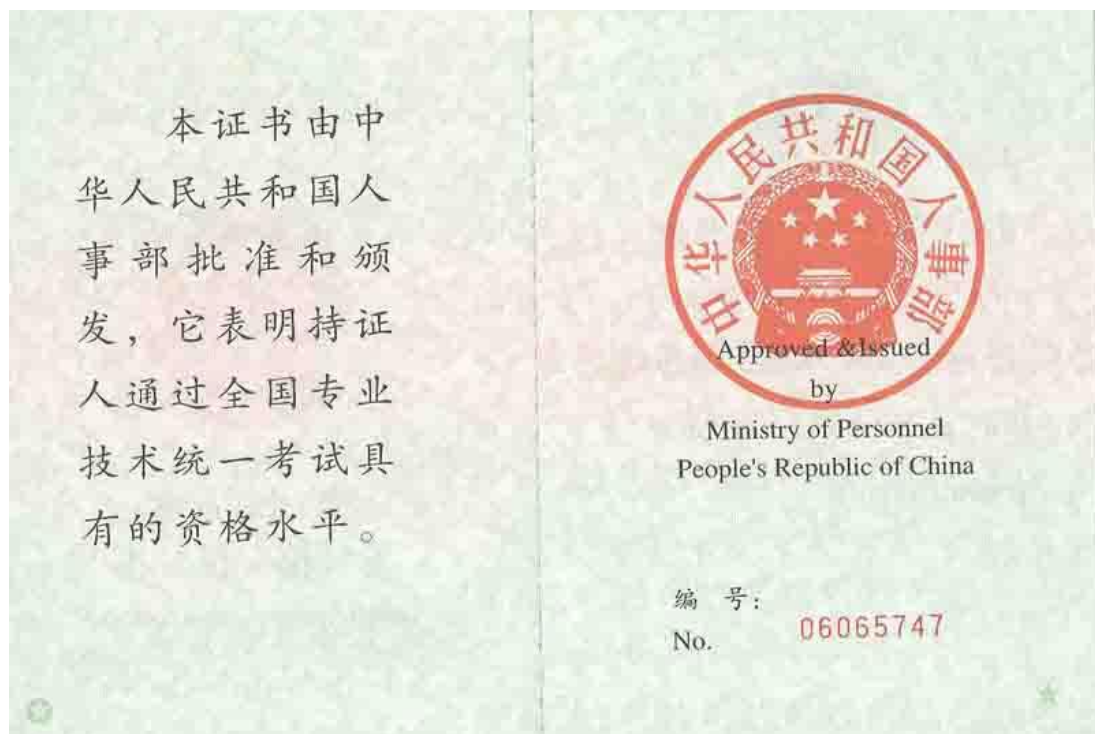 本证书由中
华人民共和国人
事部批准和颁
发，它表明持证
人通过全国专业
技术统一考试具
有的资格水平。
中华人民共和国人事部
Approved &Issued
by
Ministry of Personnel
People's Republic of China
编 号：
No. 06065747